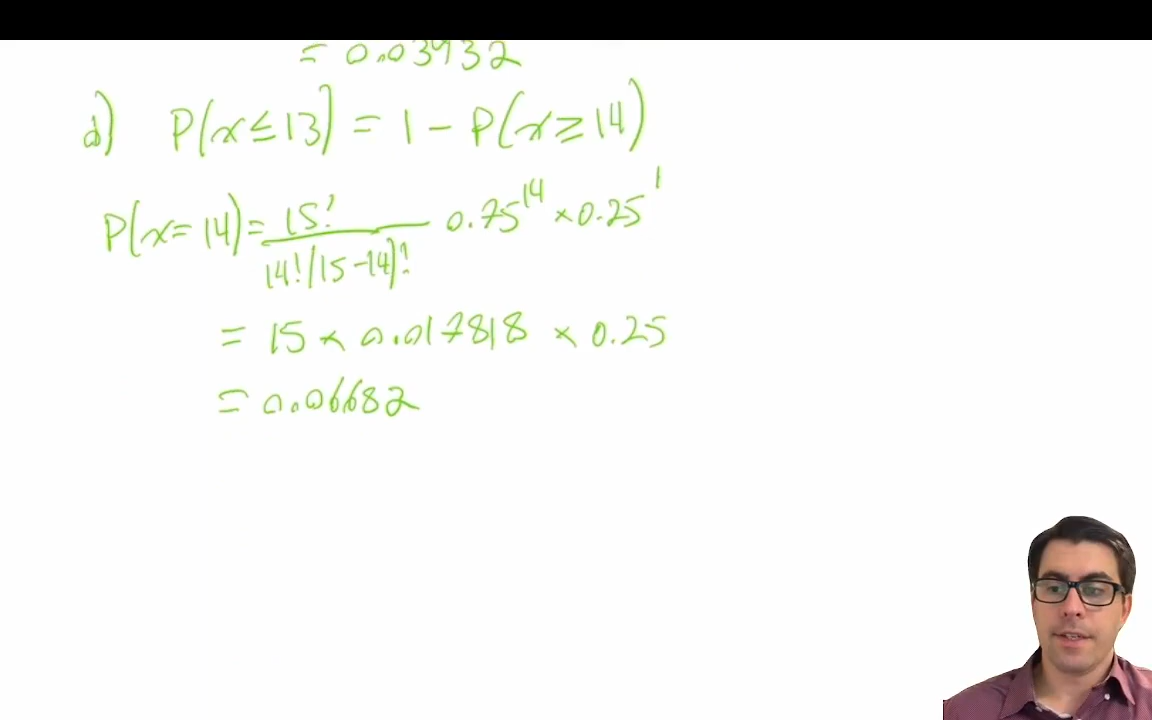 = 0.03932
d) P(x≤13) = 1 - P(x≥14)
P(x=14) = 15! / 14!(15-14)! 0.75^14 × 0.25^1
= 15 × 0.017818 × 0.25
= 0.06682